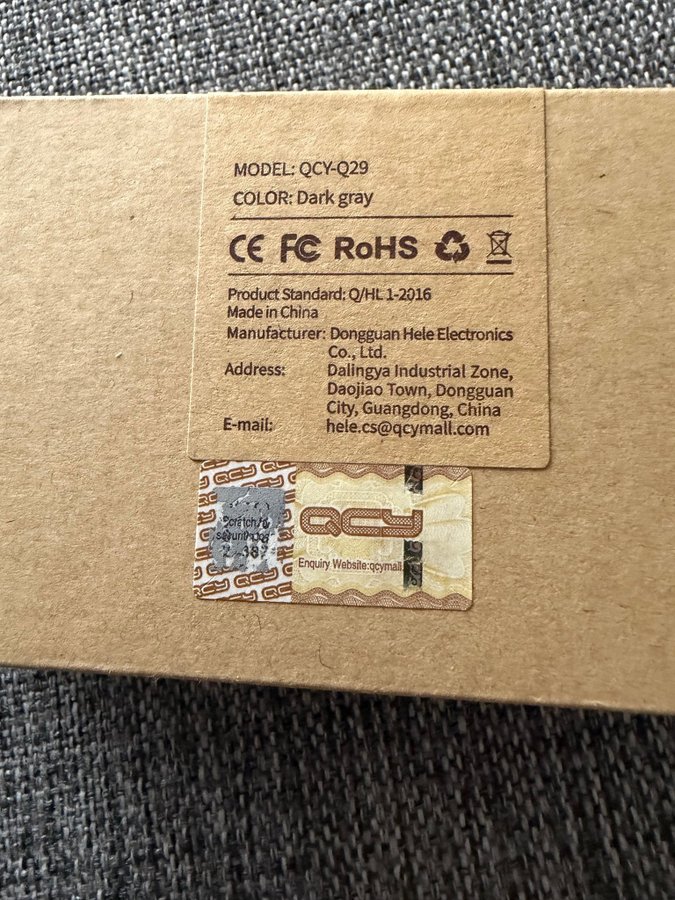 MODEL: QCY-Q29
COLOR: Dark gray
CE FC RoHS
Product Standard: Q/HL 1-2016
Made in China
Manufacturer: Dongguan Hele Electronics
Co., Ltd.
Address: Dalingya Industrial Zone,
Daojiao Town, Dongguan
City, Guangdong, China
E-mail: hele.cs@qcymall.com
QCY
Enquiry Website:qcymall